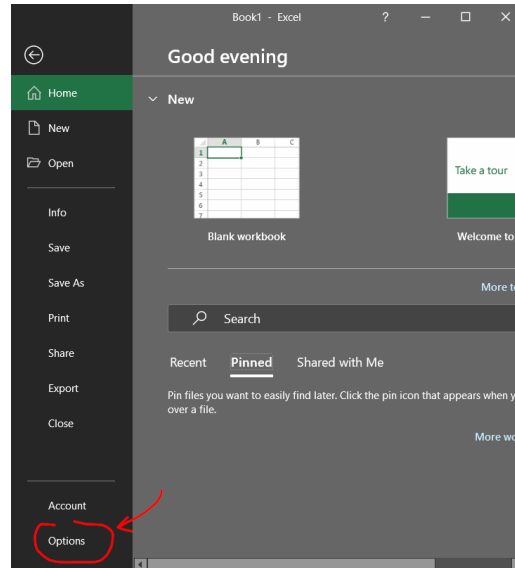 Book1 - Excel
?
Good evening
Home
New
Open
Info
Save
Save As
Print
Share
Export
Close
Account
Options
New
A B C
1
2
3
4
5
6
7
Blank workbook
Take a tour
Welcome to
More
Search
Recent Pinned Shared with Me
Pin files you want to easily find later. Click the pin icon that appears when
over a file.
More